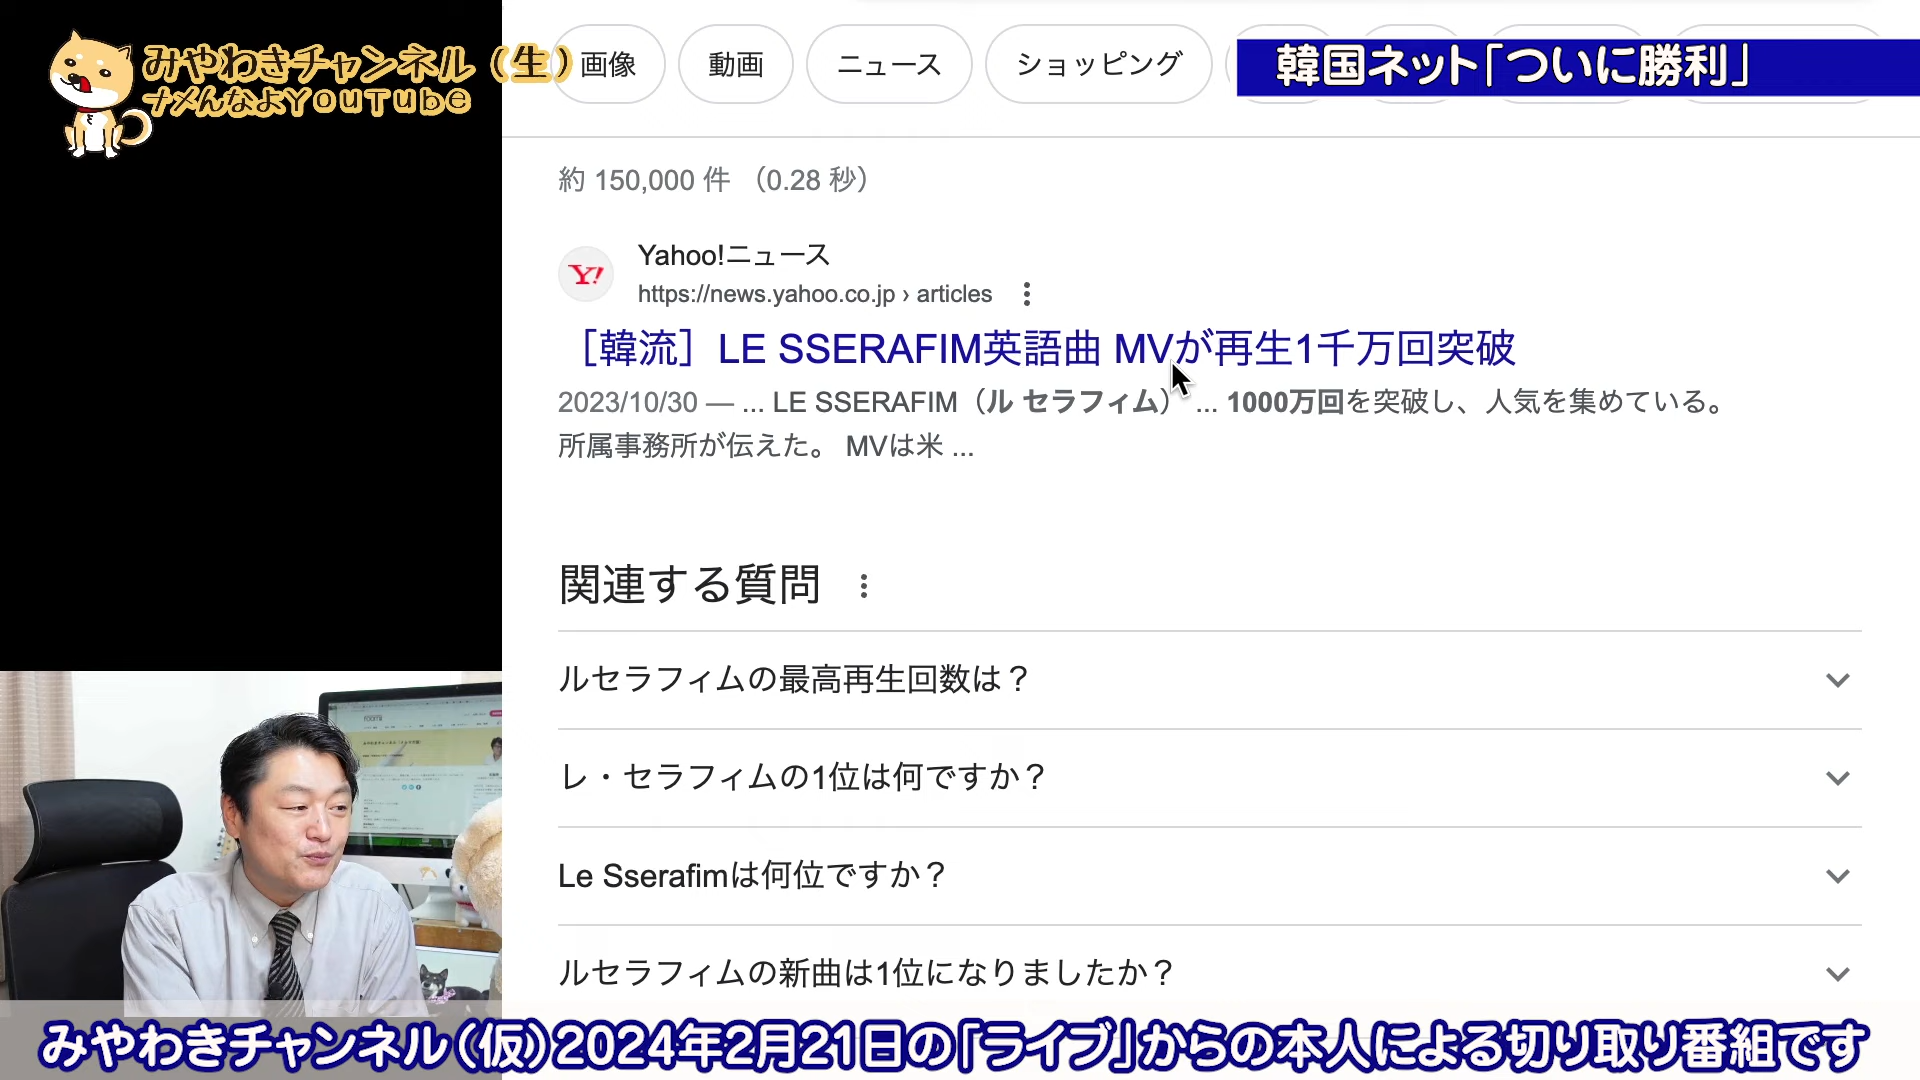 みやわきチャンネル（生）
ナメんなよYouTube
画像
動画
ニュース
ショッピング
韓国ネット「ついに勝利」
約 150,000 件 （0.28 秒）
Yahoo!ニュース
Y!
https://news.yahoo.co.jp › articles
［韓流］LE SSERAFIM英語曲 MVが再生1千万回突破
2023/10/30 — ... LE SSERAFIM（ル セラフィム） ... 1000万回を突破し、人気を集めている。
所属事務所が伝えた。 MVは米 ...
関連する質問
ルセラフィムの最高再生回数は？
レ・セラフィムの1位は何ですか？
Le Sserafimは何位ですか？
ルセラフィムの新曲は1位になりましたか？
みやわきチャンネル（仮）2024年2月21日の「ライブ」からの本人による切り取り番組です